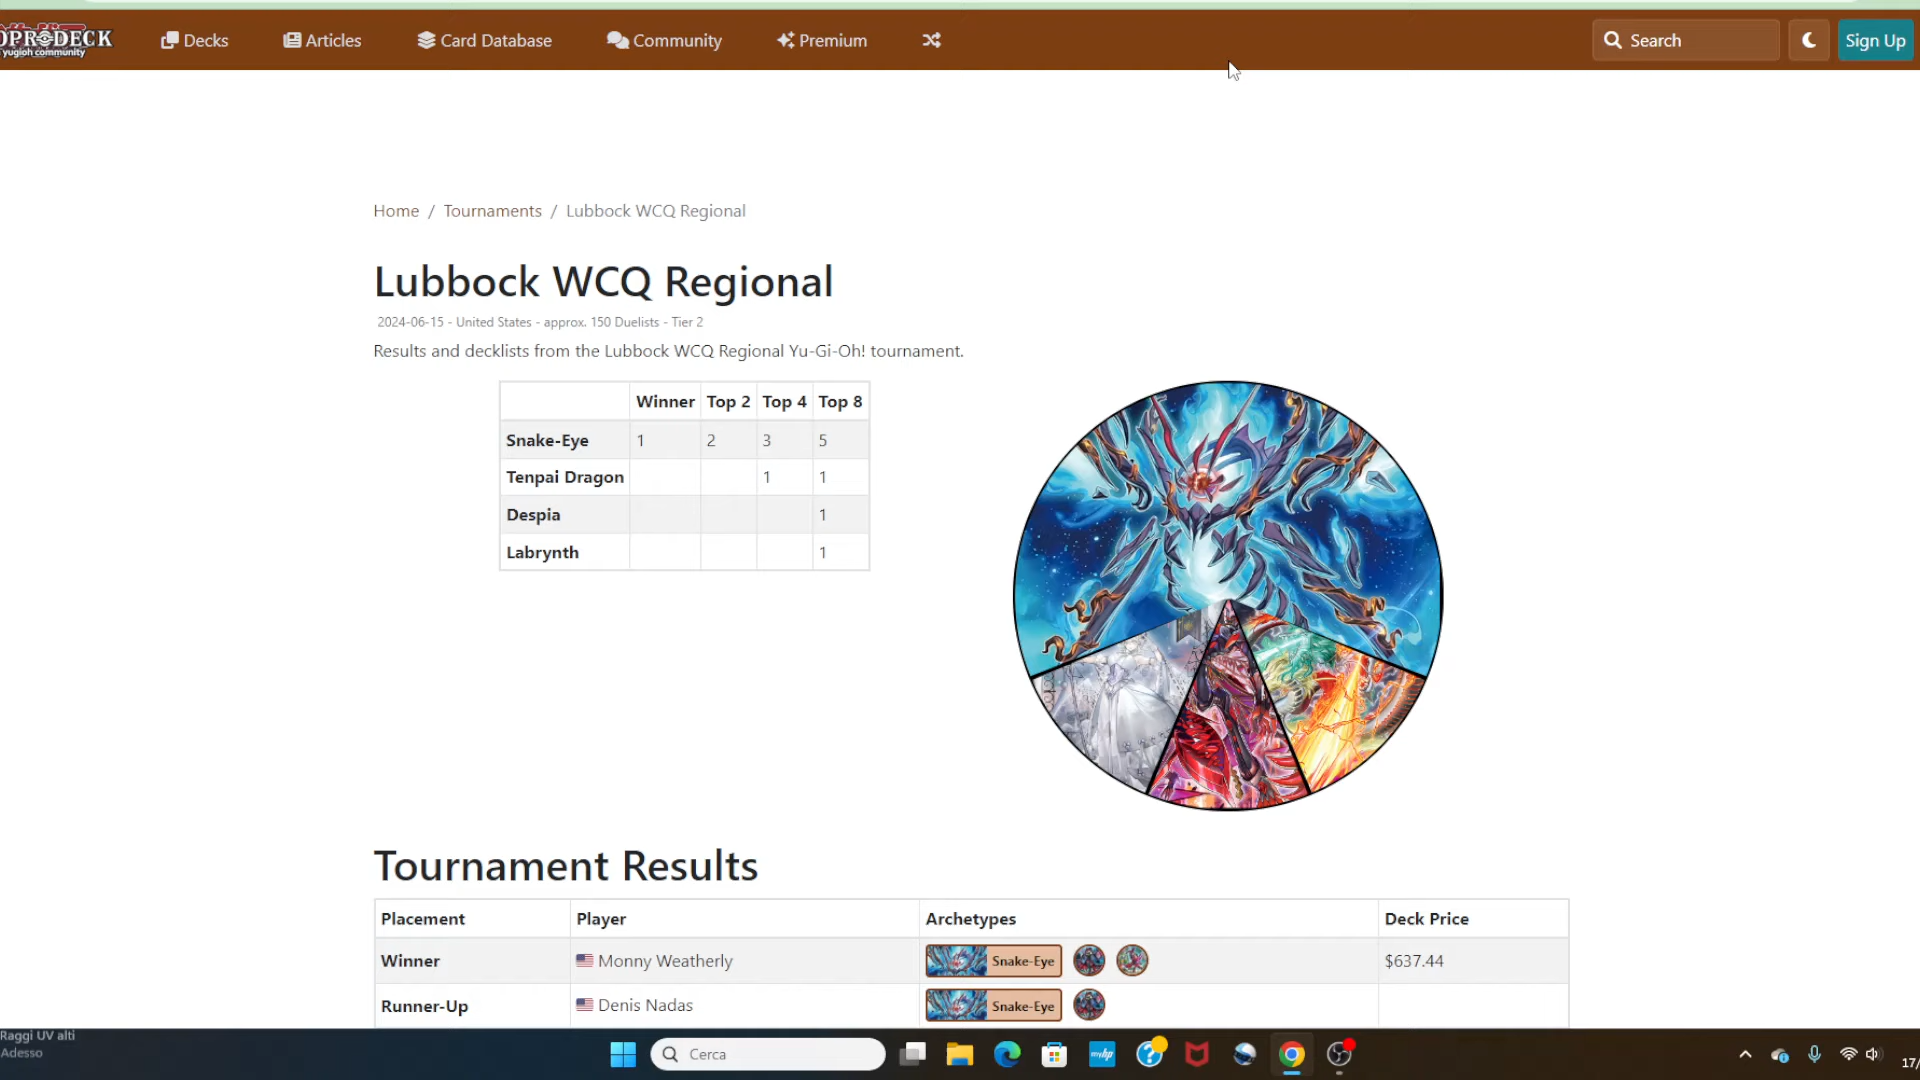 OPRODECK
yugioh community
Decks
Articles
Card Database
Community
Premium
Search
Sign Up
Home / Tournaments / Lubbock WCQ Regional
Lubbock WCQ Regional
2024-06-15 - United States - approx. 150 Duelists - Tier 2
Results and decklists from the Lubbock WCQ Regional Yu-Gi-Oh! tournament.
Winner Top 2 Top 4 Top 8
Snake-Eye 1 2 3 5
Tenpai Dragon 1 1
Despia 1
Labrynth 1
Tournament Results
Placement Player Archetypes Deck Price
Winner Monny Weatherly Snake-Eye $637.44
Runner-Up Denis Nadas Snake-Eye
Raggi UV alti
Adesso
Cerca
myhp
17/